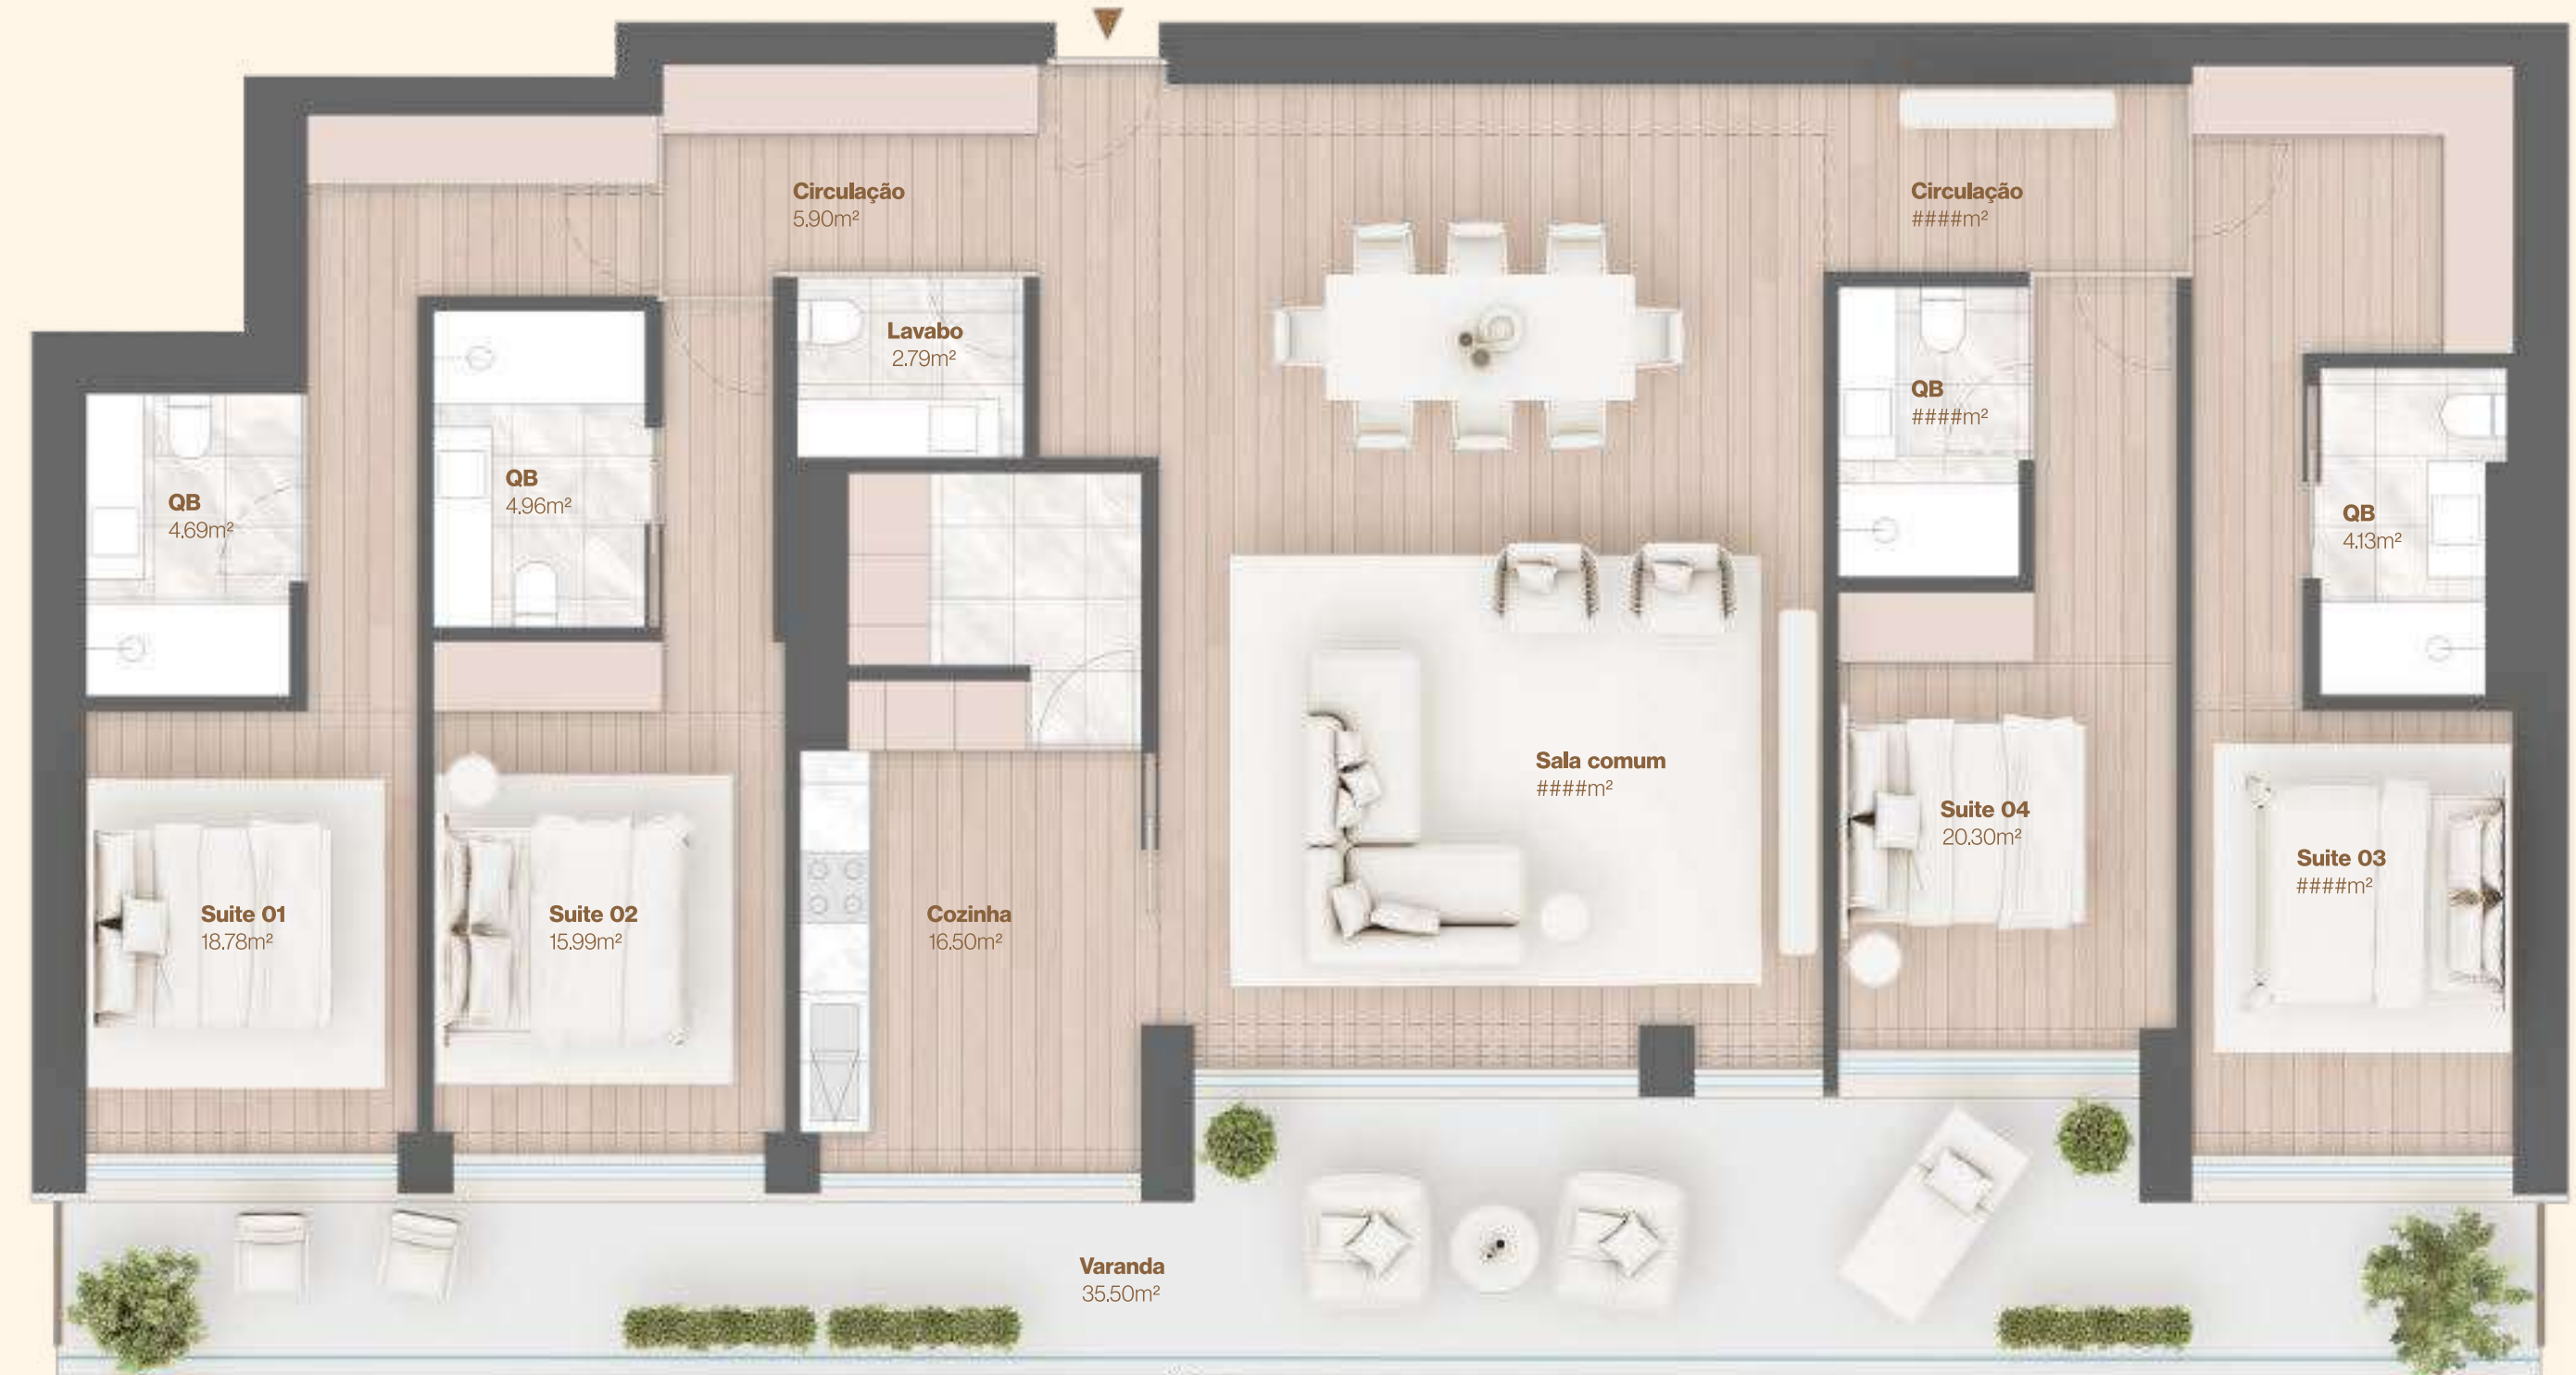 Circulação
5.90m²
Circulação
####m²
Lavabo
2.79m²
QB
####m²
QB
4.96m²
QB
4.69m²
QB
4.13m²
Sala comum
####m²
Suite 04
20.30m²
Suite 03
####m²
Suite 01
18.78m²
Suite 02
15.99m²
Cozinha
16.50m²
Varanda
35.50m²